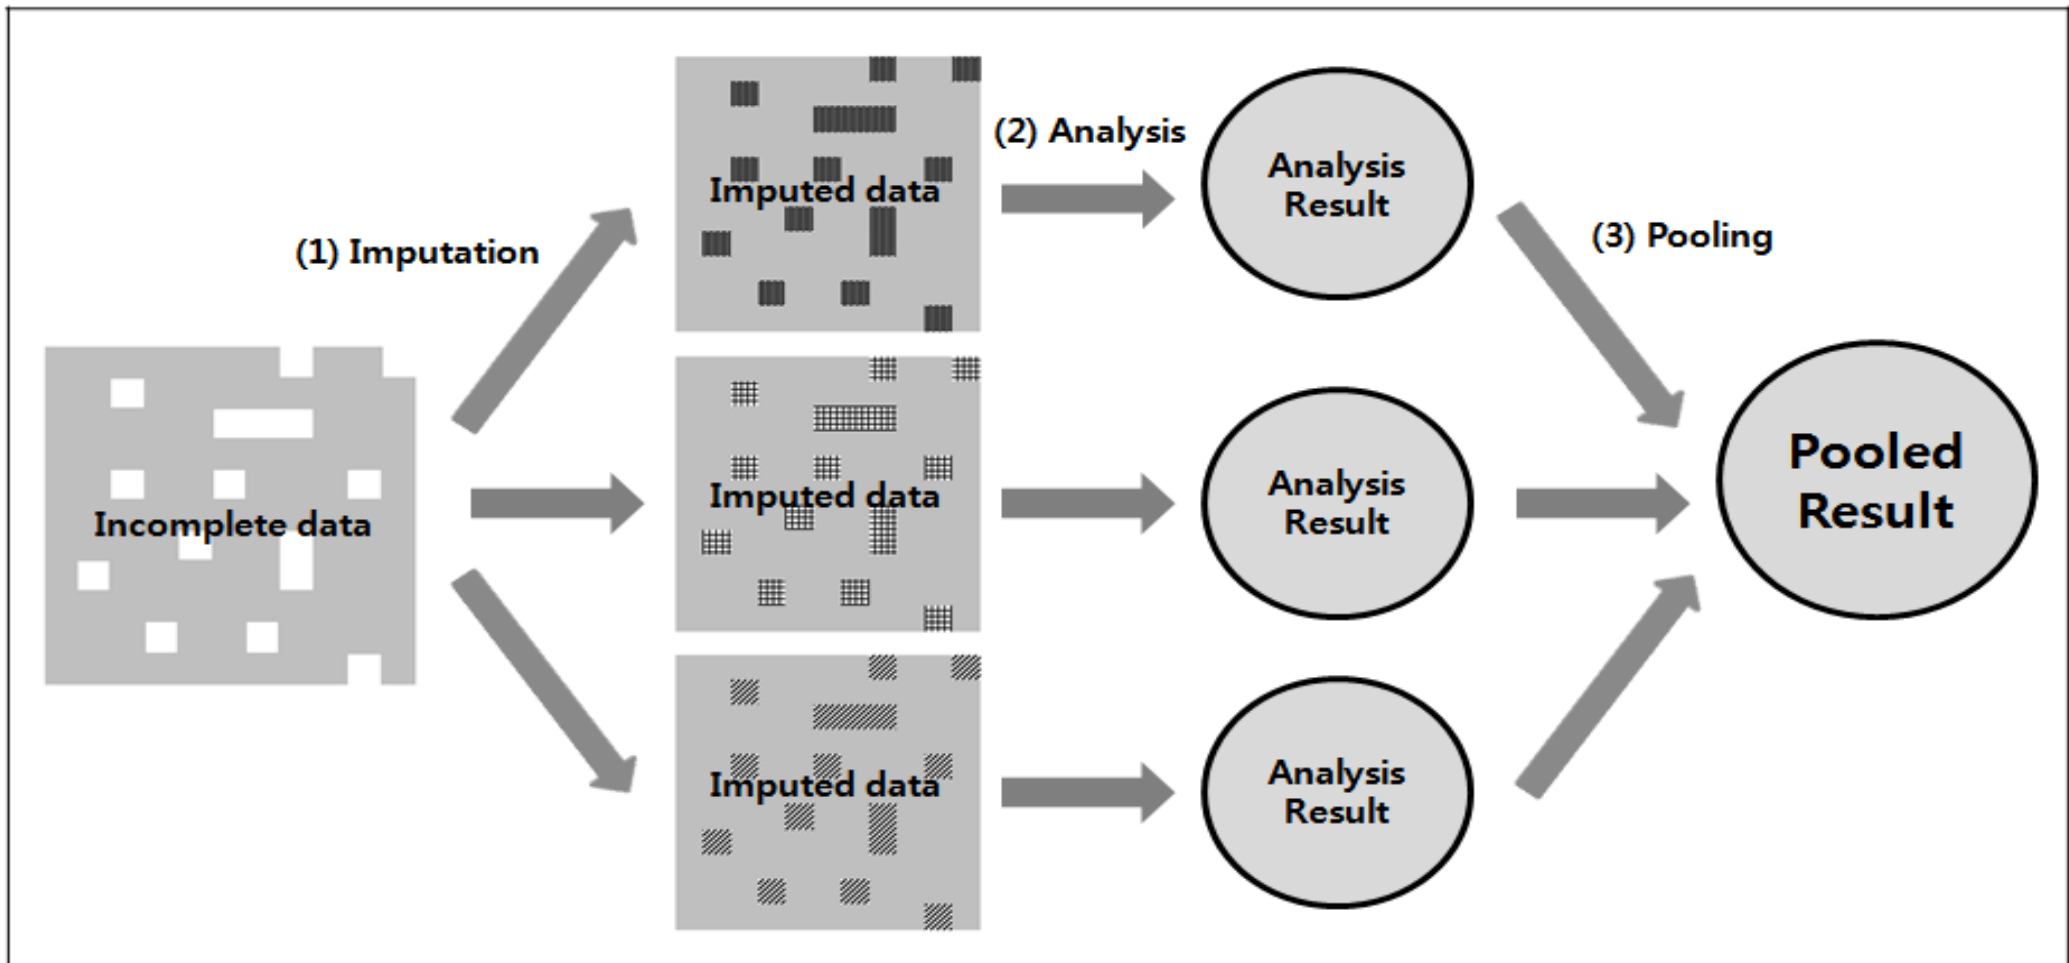 (1) Imputation
Incomplete data
Imputed data
Imputed data
Imputed data
(2) Analysis
Analysis
Result
Analysis
Result
Analysis
Result
(3) Pooling
Pooled
Result